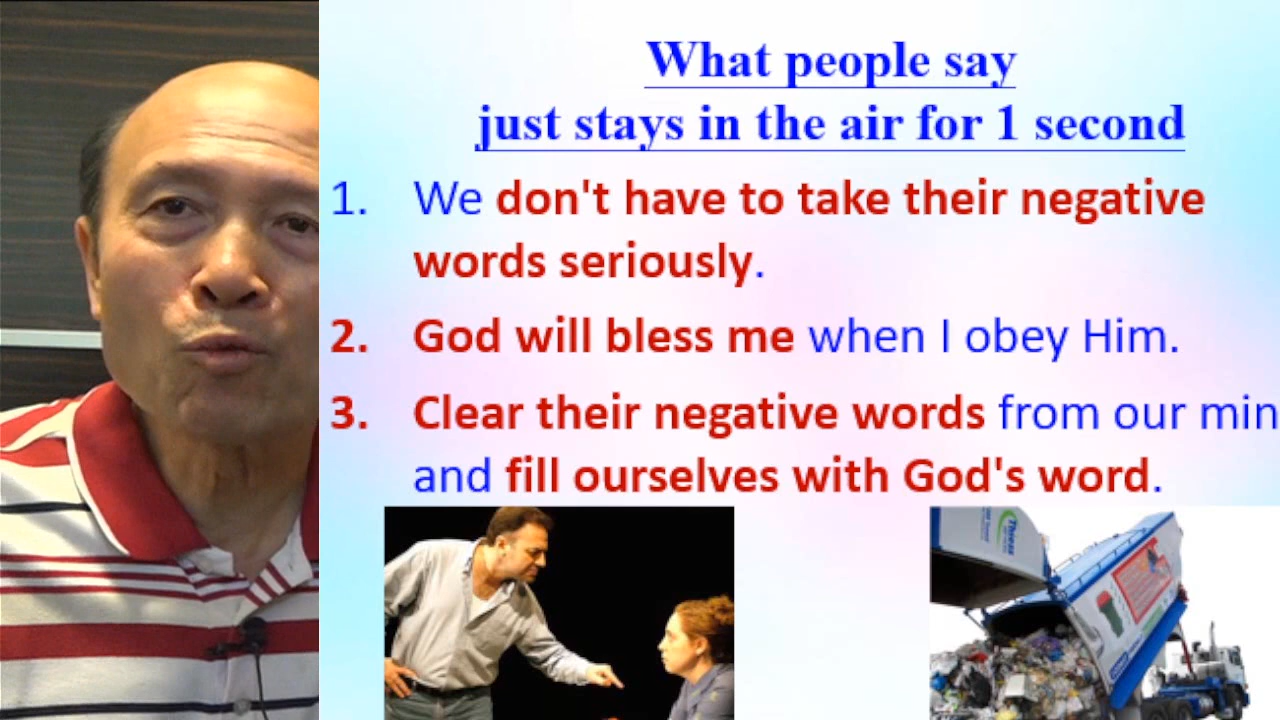 What people say
just stays in the air for 1 second
1. We don't have to take their negative
words seriously.
2. God will bless me when I obey Him.
3. Clear their negative words from our min
and fill ourselves with God's word.
Thiess